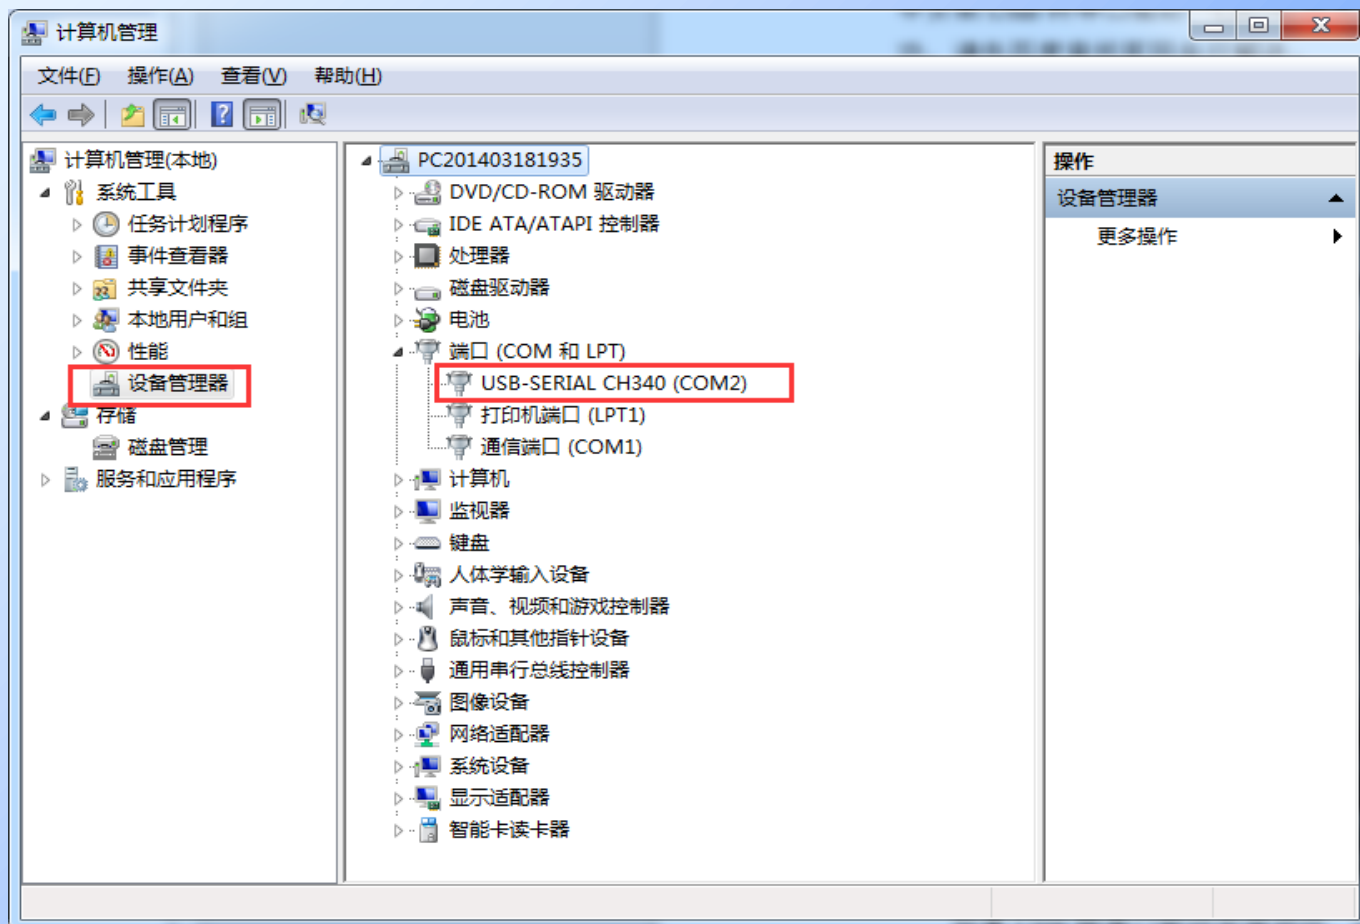 计算机管理
文件(F) 操作(A) 查看(V) 帮助(H)
计算机管理(本地)
系统工具
任务计划程序
事件查看器
共享文件夹
本地用户和组
性能
设备管理器
存储
磁盘管理
服务和应用程序
PC201403181935
DVD/CD-ROM 驱动器
IDE ATA/ATAPI 控制器
处理器
磁盘驱动器
电池
端口 (COM 和 LPT)
USB-SERIAL CH340 (COM2)
打印机端口 (LPT1)
通信端口 (COM1)
计算机
监视器
键盘
人体学输入设备
声音、视频和游戏控制器
鼠标和其他指针设备
通用串行总线控制器
图像设备
网络适配器
系统设备
显示适配器
智能卡读卡器
操作
设备管理器
更多操作